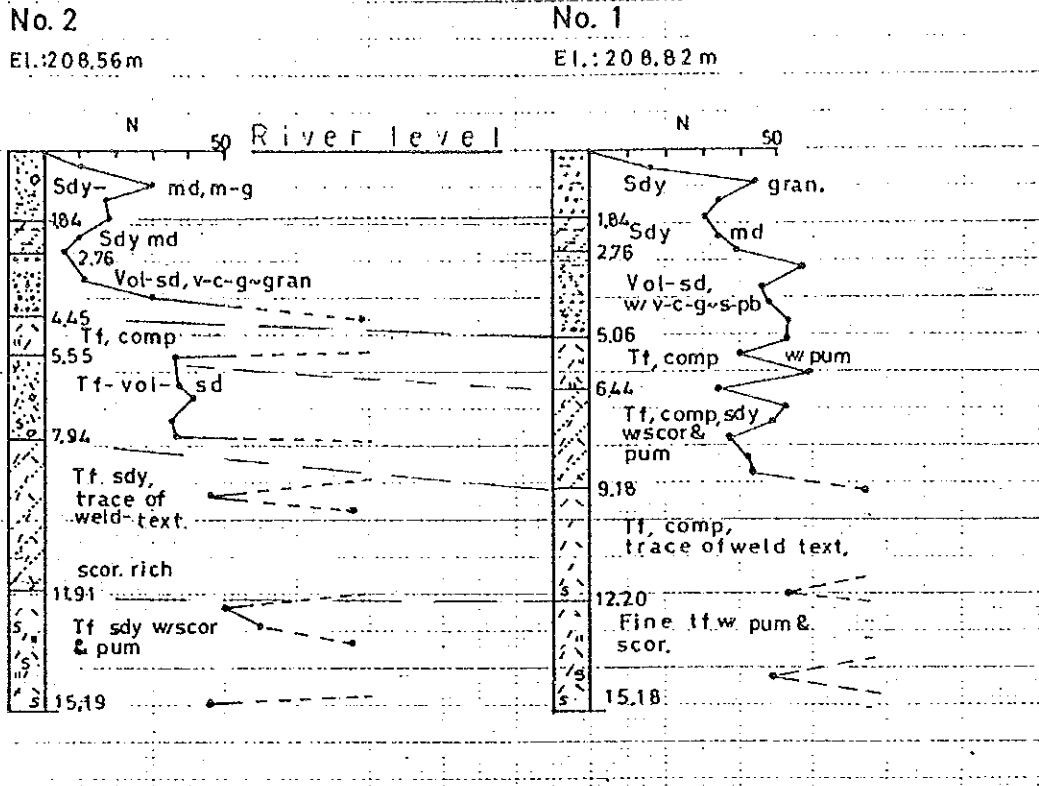 No. 2
El.:208.56m
N
50
River level
Sdy- md, m-g
1.84
Sdy md
2.76
Vol-sd, v-c-g~gran
4.45
Tf, comp
5.55
Tf-vol-sd
7.94
Tf. sdy,
trace of
weld-text.
scor. rich
11.91
Tf sdy w/scor
& pum
15.19
No. 1
El.:208.82m
N
50
Sdy gran.
1.84
Sdy md
2.76
Vol-sd,
w/ v-c-g~s-pb
5.06
Tf, comp w/ pum
6.44
Tf, comp, sdy
w/scor &
pum
9.18
Tf, comp,
trace of weld text,
12.20
Fine tf w pum &
scor.
15.18
s
s
s
s
s
s
s